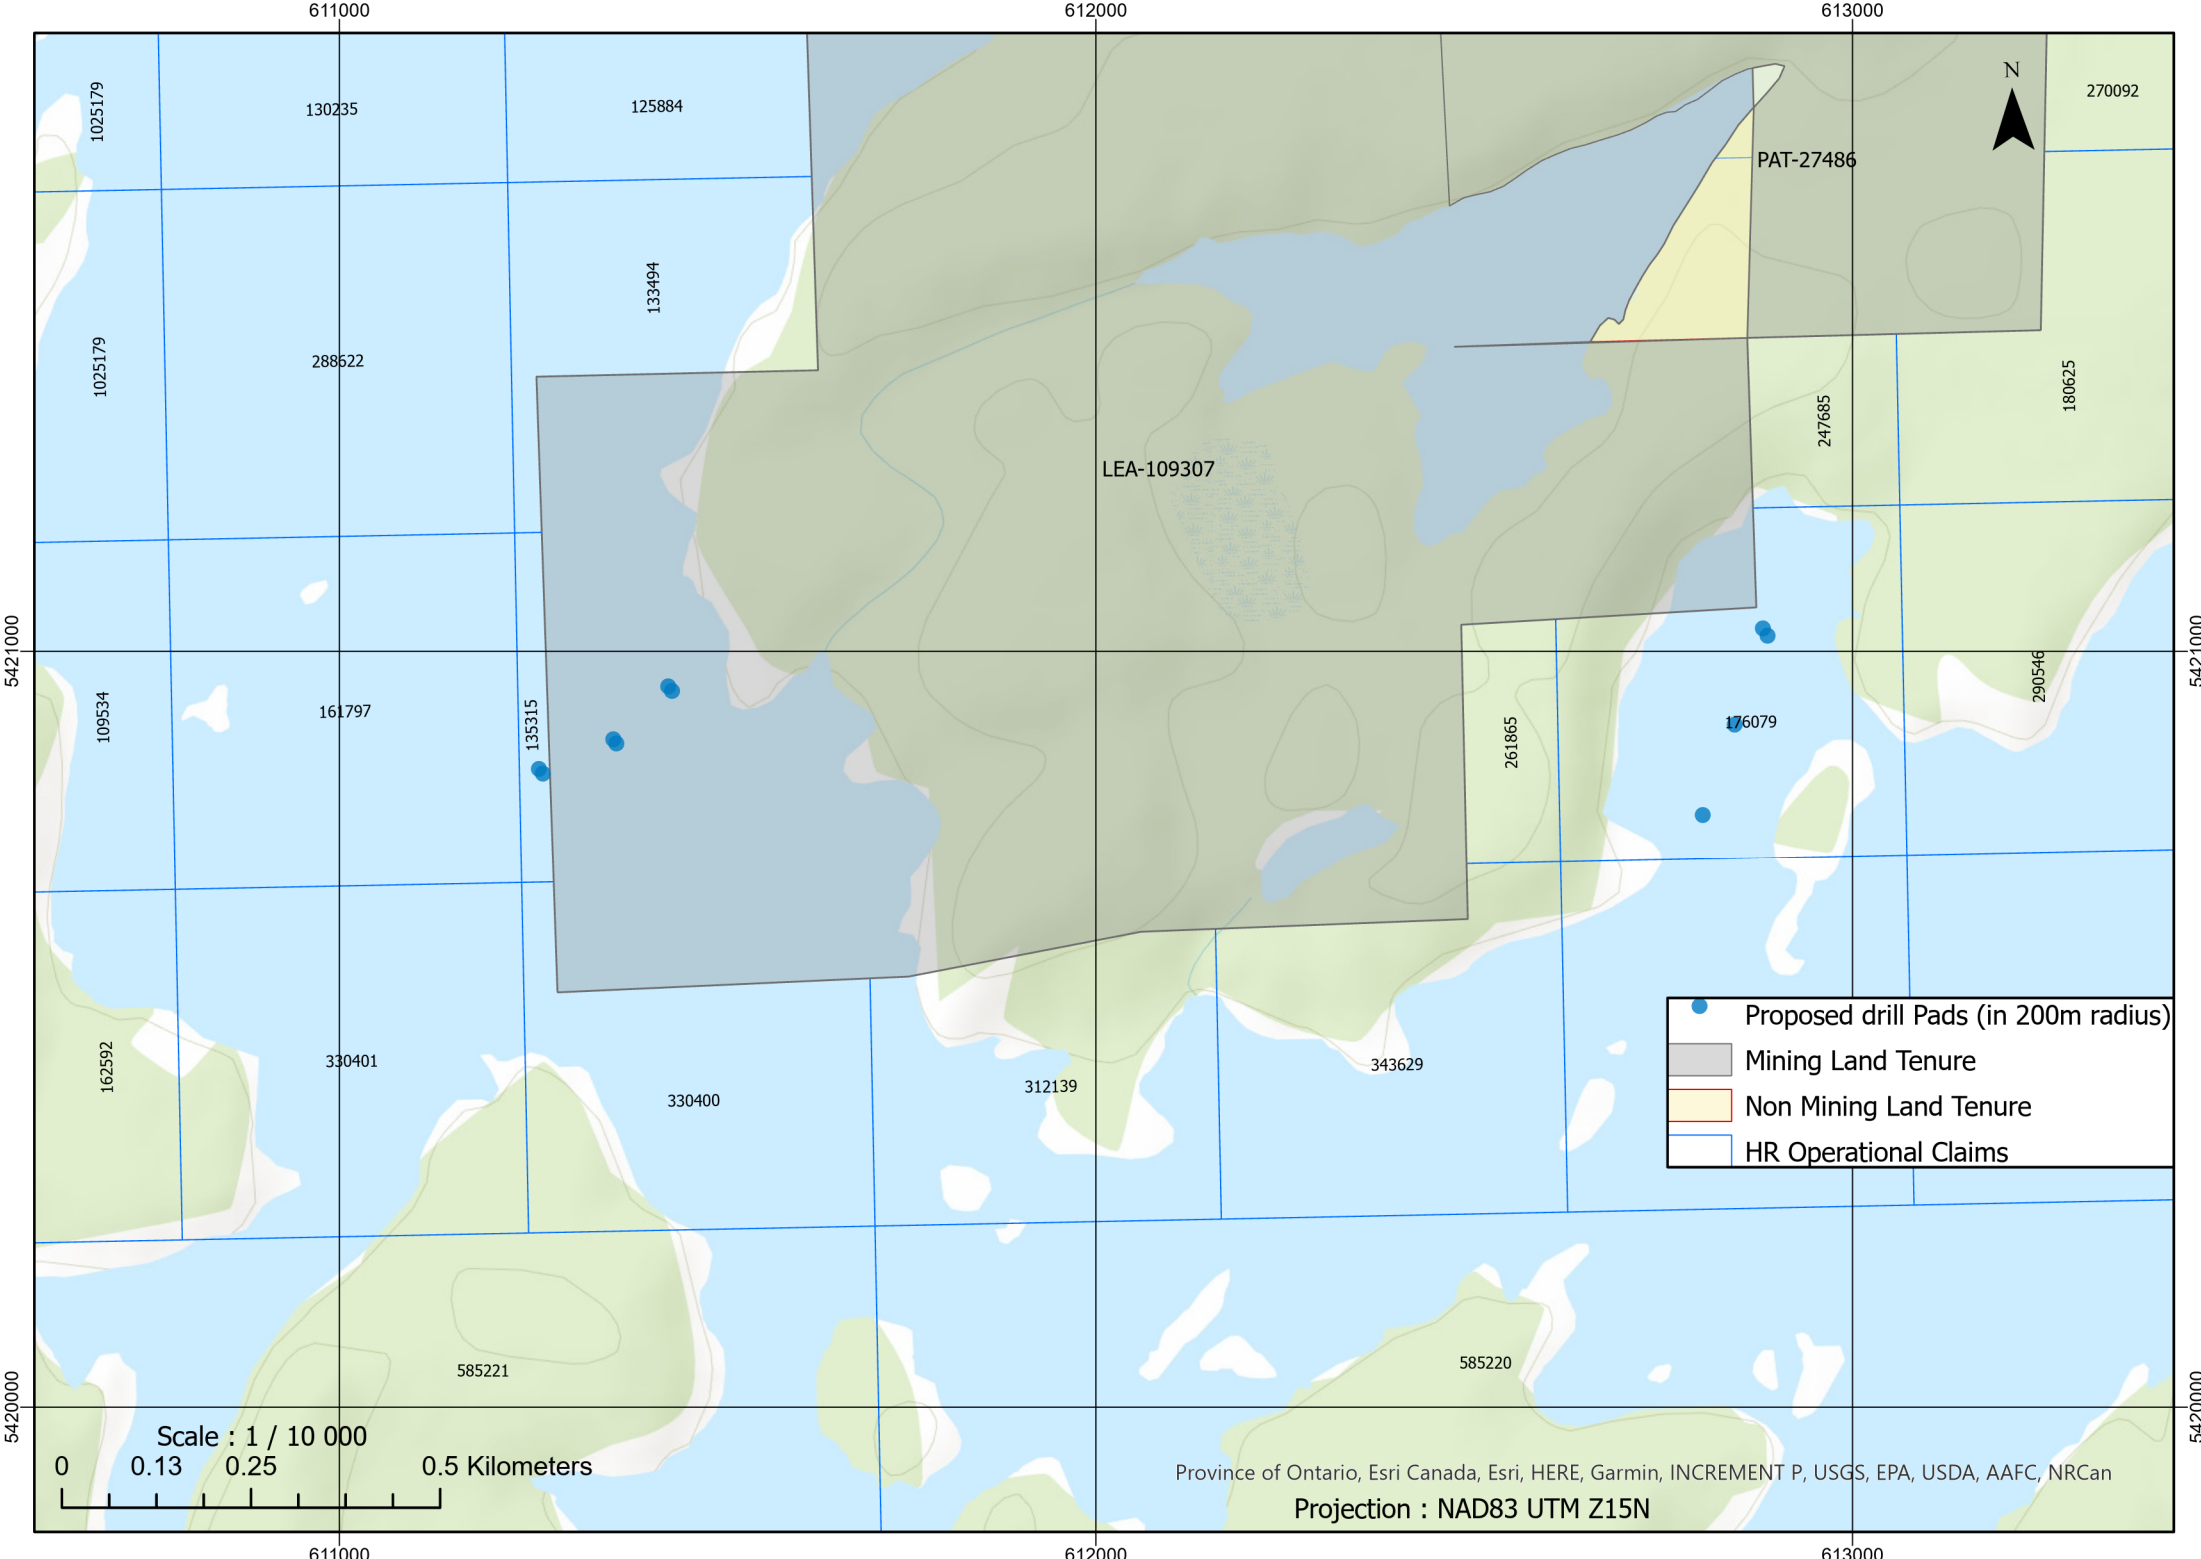 611000
612000
613000
N
1025179
130235
125884
270092
PAT-27486
133494
1025179
288622
180625
247685
LEA-109307
5421000
5421000
109534
161797
135315
261865
176079
290546
Proposed drill Pads (in 200m radius)
Mining Land Tenure
Non Mining Land Tenure
HR Operational Claims
162592
330401
330400
312139
343629
585221
585220
5420000
5420000
Scale : 1 / 10 000
0 0.13 0.25 0.5 Kilometers
Province of Ontario, Esri Canada, Esri, HERE, Garmin, INCREMENT P, USGS, EPA, USDA, AAFC, NRCan
Projection : NAD83 UTM Z15N
611000
612000
613000